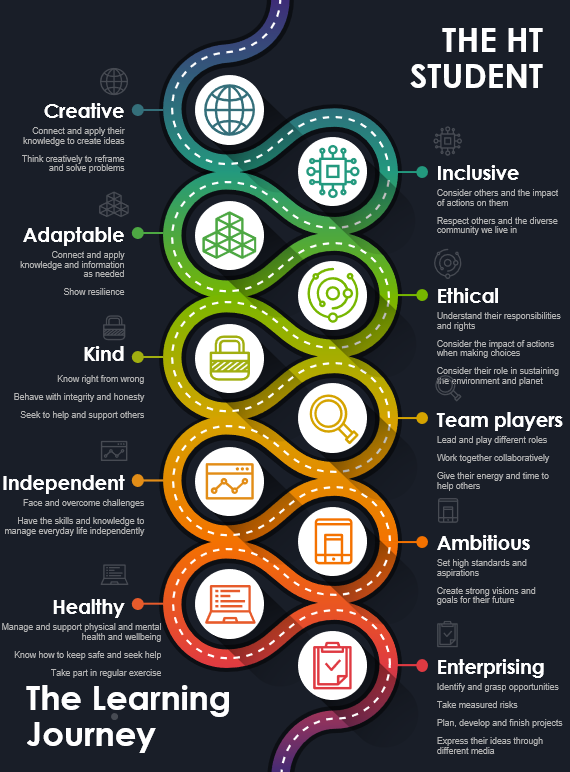 THE HT
STUDENT
Creative
Connect and apply their
knowledge to create ideas
Think creatively to reframe
and solve problems
Inclusive
Consider others and the impact
of actions on them
Respect others and the diverse
community we live in
Adaptable
Connect and apply
knowledge and information
as needed
Show resilience
Ethical
Understand their responsibilities
and rights
Consider the impact of actions
when making choices
Consider their role in sustaining
the environment and planet
Kind
Know right from wrong
Behave with integrity and honesty
Seek to help and support others
Team players
Lead and play different roles
Work together collaboratively
Give their energy and time to
help others
Independent
Face and overcome challenges
Have the skills and knowledge to
manage everyday life independently
Ambitious
Set high standards and
aspirations
Create strong visions and
goals for their future
Healthy
Manage and support physical and mental
health and wellbeing
Know how to keep safe and seek help
Take part in regular exercise
Enterprising
Identify and grasp opportunities
Take measured risks
Plan, develop and finish projects
Express their ideas through
different media
The Learning
Journey